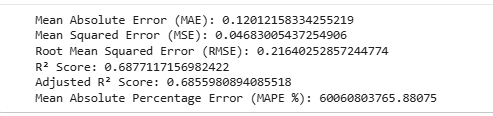 Mean Absolute Error (MAE): 0.12012158334255219
Mean Squared Error (MSE): 0.04683005437254906
Root Mean Squared Error (RMSE): 0.21640252857244774
R² Score: 0.6877117156982422
Adjusted R² Score: 0.6855980894085518
Mean Absolute Percentage Error (MAPE %): 60060803765.88075